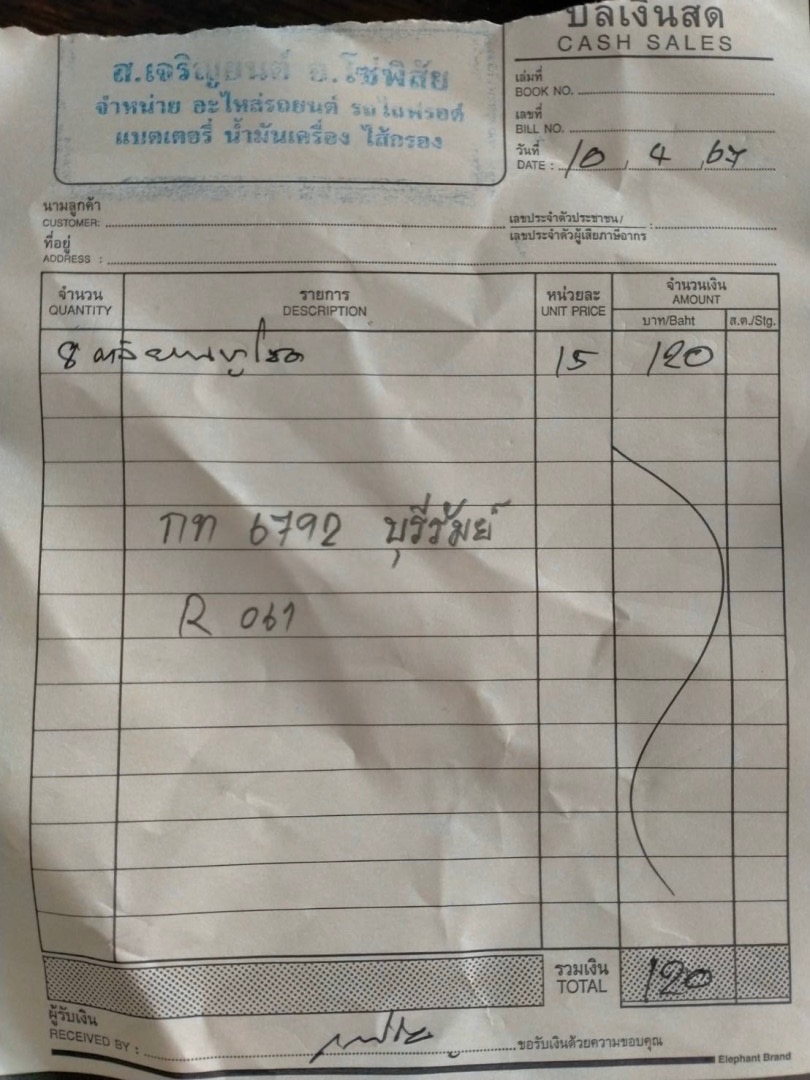 บิลเงินสด
CASH SALES
ส.เจริญยนต์ อ.โซ่พิสัย
จำหน่าย อะไหล่รถยนต์ รถไถฟอร์ด
แบตเตอรี่ น้ำมันเครื่อง ไส้กรอง
เล่มที่
BOOK NO.
เลขที่
BILL NO.
วันที่
DATE : 10 / 4 / 67
นามลูกค้า
CUSTOMER:
เลขประจำตัวประชาชน/
เลขประจำตัวผู้เสียภาษีอากร :
ที่อยู่
ADDRESS :
จำนวน รายการ หน่วยละ จำนวนเงิน
QUANTITY DESCRIPTION UNIT PRICE AMOUNT
บาท/Baht ส.ต./Stg.
8 15 120
กท 6792 บุรีรัมย์
R 061
รวมเงิน
TOTAL 120
ผู้รับเงิน
RECEIVED BY : ขอรับเงินด้วยความขอบคุณ
Elephant Brand